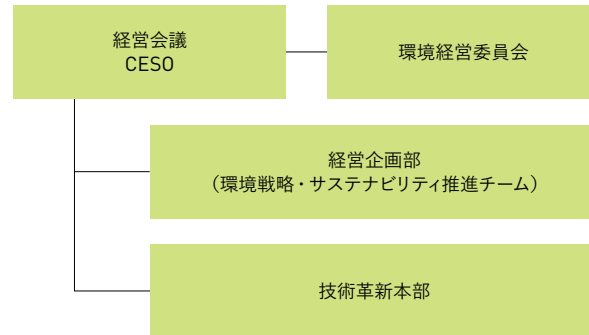 経営会議
CESO
環境経営委員会
経営企画部
（環境戦略・サステナビリティ推進チーム）
技術革新本部